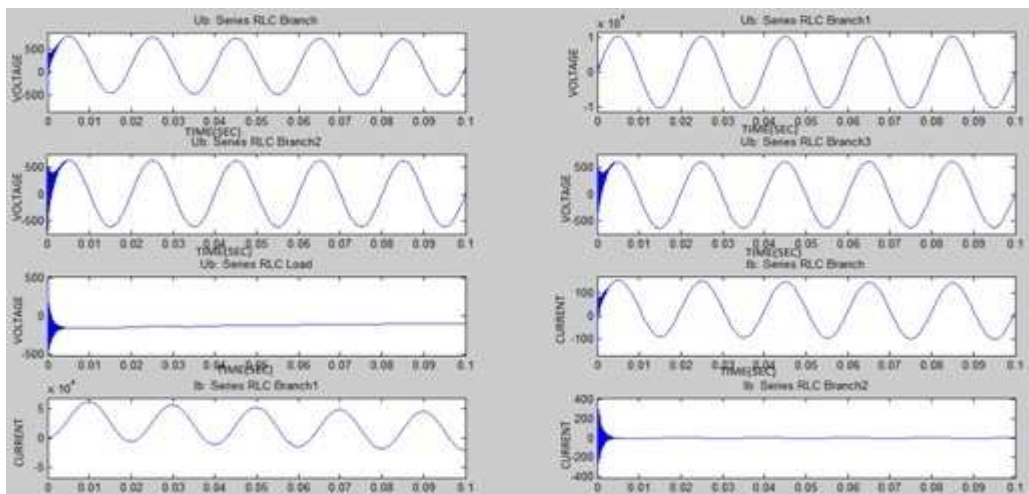 Ub: Series RLC Branch
500
0
-500
VOLTAGE
0 0.01 0.02 0.03 0.04 0.05 0.06 0.07 0.08 0.09 0.1
TIME(SEC)
Ub: Series RLC Branch1
x 10⁴
1
0
-1
VOLTAGE
0 0.01 0.02 0.03 0.04 0.05 0.06 0.07 0.08 0.09 0.1
TIME(SEC)
Ub: Series RLC Branch2
500
0
-500
VOLTAGE
0 0.01 0.02 0.03 0.04 0.05 0.06 0.07 0.08 0.09 0.1
TIME(SEC)
Ub: Series RLC Branch3
500
0
-500
VOLTAGE
0 0.01 0.02 0.03 0.04 0.05 0.06 0.07 0.08 0.09 0.1
TIME(SEC)
Ub: Series RLC Load
500
0
-500
VOLTAGE
0 0.01 0.02 0.03 0.04 0.05 0.06 0.07 0.08 0.09 0.1
TIME(SEC)
Ib: Series RLC Branch
100
0
-100
CURRENT
0 0.01 0.02 0.03 0.04 0.05 0.06 0.07 0.08 0.09 0.1
TIME(SEC)
Ib: Series RLC Branch1
5
0
-5
CURRENT
0 0.01 0.02 0.03 0.04 0.05 0.06 0.07 0.08 0.09 0.1
Ib: Series RLC Branch2
400
200
0
-200
-400
CURRENT
0 0.01 0.02 0.03 0.04 0.05 0.06 0.07 0.08 0.09 0.1